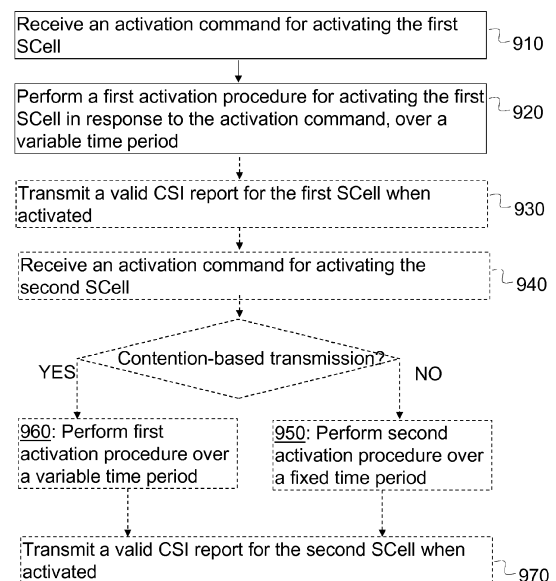 Receive an activation command for activating the first
SCell
910
Perform a first activation procedure for activating the first
SCell in response to the activation command, over a
variable time period
920
Transmit a valid CSI report for the first SCell when
activated
930
Receive an activation command for activating the
second SCell
940
Contention-based transmission?
YES
NO
960: Perform first
activation procedure over
a variable time period
950: Perform second
activation procedure over
a fixed time period
Transmit a valid CSI report for the second SCell when
activated
970